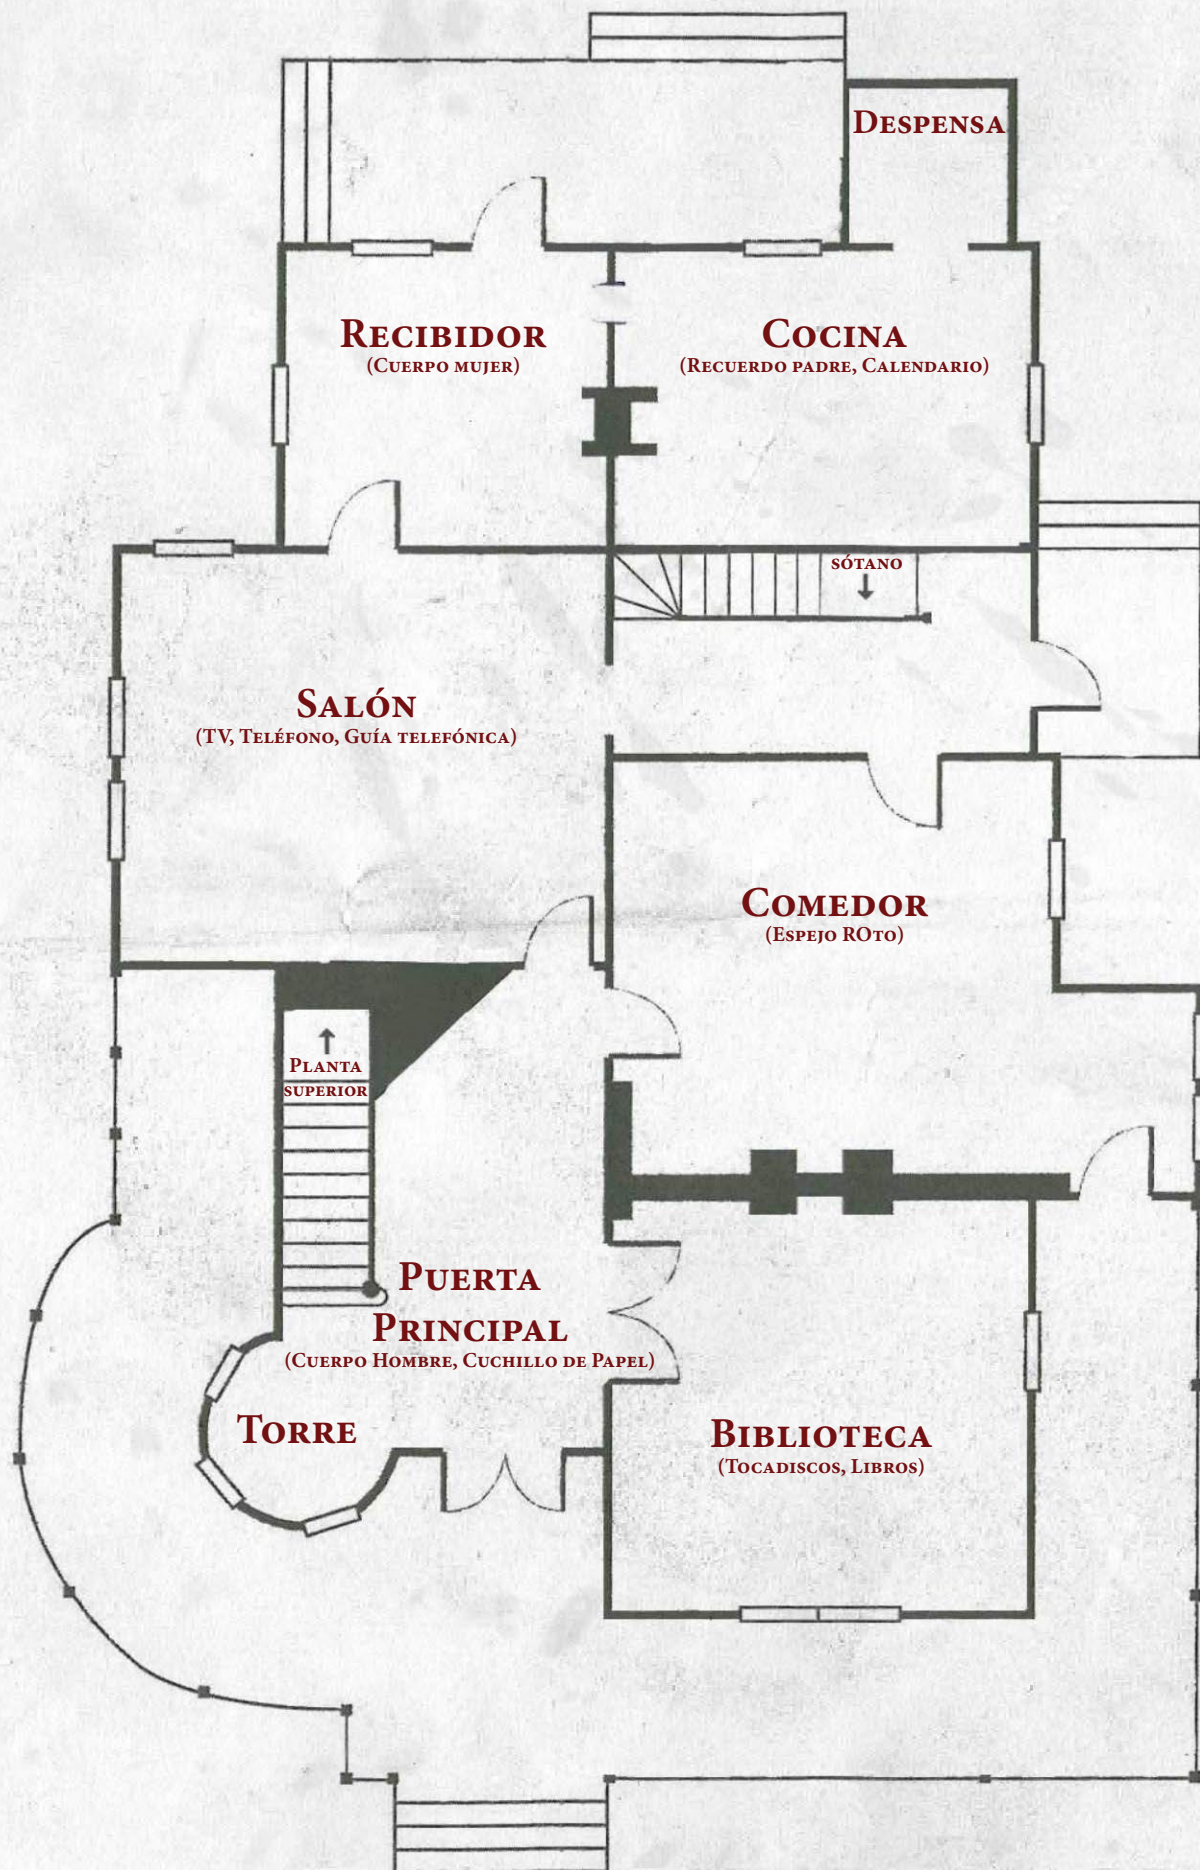 Despensa
Recibidor
(Cuerpo mujer)
Cocina
(Recuerdo padre, Calendario)
sótano
Salón
(TV, Teléfono, Guía telefónica)
Comedor
(Espejo ROto)
Planta
superior
Puerta
Principal
(Cuerpo Hombre, Cuchillo de Papel)
Torre
Biblioteca
(Tocadiscos, Libros)